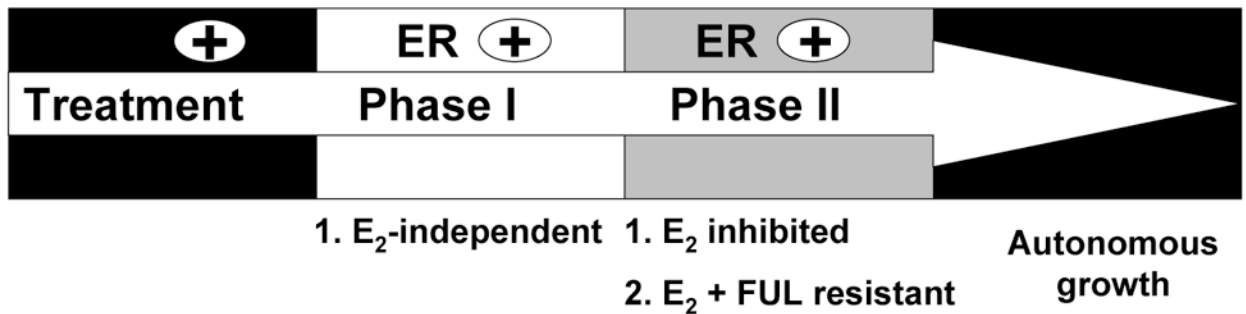 + ER + ER +
Treatment Phase I Phase II
1. E₂-independent 1. E₂ inhibited
Autonomous
growth
2. E₂ + FUL resistant